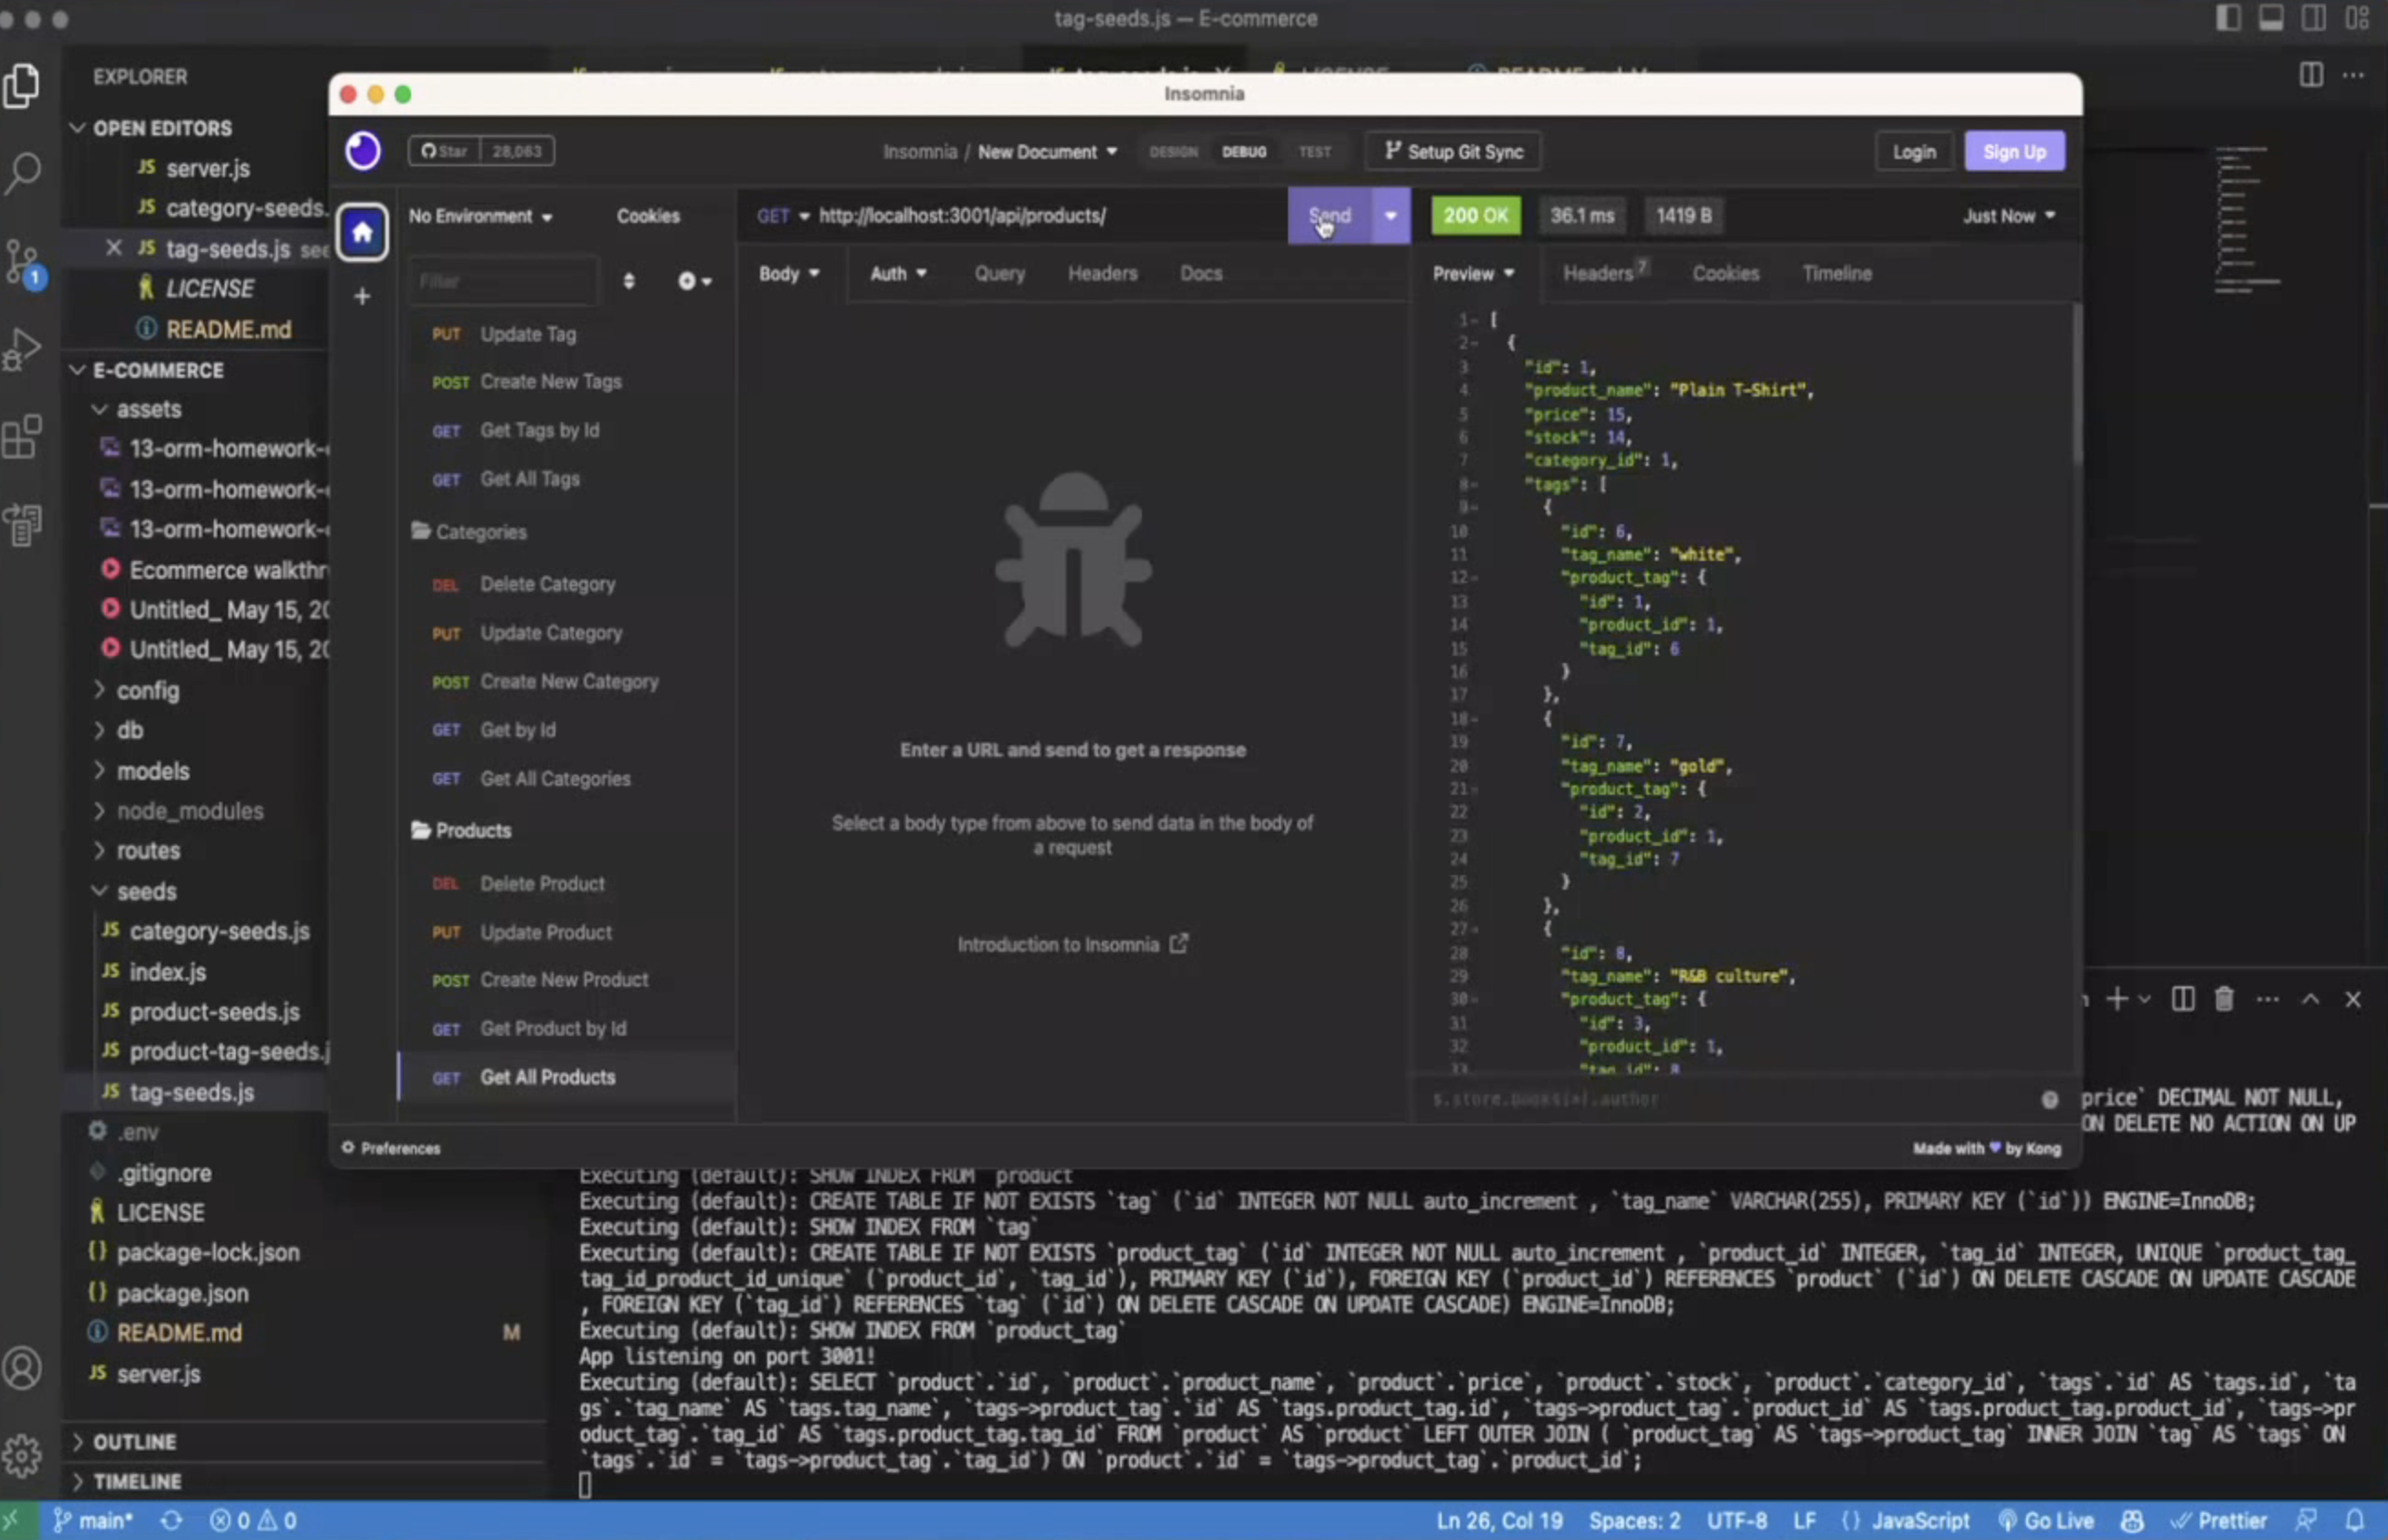 tag-seeds.js — E-commerce
EXPLORER
OPEN EDITORS
JS server.js
JS category-seeds.
JS tag-seeds.js see
LICENSE
README.md
E-COMMERCE
assets
13-orm-homework-
13-orm-homework-
13-orm-homework-
Ecommerce walkthr
Untitled_ May 15, 20
Untitled_ May 15, 20
config
db
models
node_modules
routes
seeds
JS category-seeds.js
JS index.js
JS product-seeds.js
JS product-tag-seeds.j
JS tag-seeds.js
.env
.gitignore
LICENSE
{} package-lock.json
{} package.json
README.md M
JS server.js
OUTLINE
TIMELINE
1
Insomnia
Star 28,063
Insomnia / New Document
DESIGN DEBUG TEST
Setup Git Sync
Login
Sign Up
No Environment
Cookies
Filter
PUT Update Tag
POST Create New Tags
GET Get Tags by Id
GET Get All Tags
Categories
DEL Delete Category
PUT Update Category
POST Create New Category
GET Get by Id
GET Get All Categories
Products
DEL Delete Product
PUT Update Product
POST Create New Product
GET Get Product by Id
GET Get All Products
Preferences
GET http://localhost:3001/api/products/
Send
Body Auth Query Headers Docs
Enter a URL and send to get a response
Select a body type from above to send data in the body of
a request
Introduction to Insomnia
200 OK 36.1 ms 1419 B
Just Now
Preview Headers 7 Cookies Timeline
1 [
2 {
3 "id": 1,
4 "product_name": "Plain T-Shirt",
5 "price": 15,
6 "stock": 14,
7 "category_id": 1,
8 "tags": [
9 {
10 "id": 6,
11 "tag_name": "white",
12 "product_tag": {
13 "id": 1,
14 "product_id": 1,
15 "tag_id": 6
16 }
17 },
18 {
19 "id": 7,
20 "tag_name": "gold",
21 "product_tag": {
22 "id": 2,
23 "product_id": 1,
24 "tag_id": 7
25 }
26 },
27 {
28 "id": 8,
29 "tag_name": "R&B culture",
30 "product_tag": {
31 "id": 3,
32 "product_id": 1,
33 "tag_id": 8
$.store.books[*].author
Made with by Kong
price` DECIMAL NOT NULL,
ON DELETE NO ACTION ON UP
Executing (default): SHOW INDEX FROM `product
Executing (default): CREATE TABLE IF NOT EXISTS `tag` (`id` INTEGER NOT NULL auto_increment , `tag_name` VARCHAR(255), PRIMARY KEY (`id`)) ENGINE=InnoDB;
Executing (default): SHOW INDEX FROM `tag`
Executing (default): CREATE TABLE IF NOT EXISTS `product_tag` (`id` INTEGER NOT NULL auto_increment , `product_id` INTEGER, `tag_id` INTEGER, UNIQUE `product_tag_
tag_id_product_id_unique` (`product_id`, `tag_id`), PRIMARY KEY (`id`), FOREIGN KEY (`product_id`) REFERENCES `product` (`id`) ON DELETE CASCADE ON UPDATE CASCADE
, FOREIGN KEY (`tag_id`) REFERENCES `tag` (`id`) ON DELETE CASCADE ON UPDATE CASCADE) ENGINE=InnoDB;
Executing (default): SHOW INDEX FROM `product_tag`
App listening on port 3001!
Executing (default): SELECT `product`.`id`, `product`.`product_name`, `product`.`price`, `product`.`stock`, `product`.`category_id`, `tags`.`id` AS `tags.id`, `ta
gs`.`tag_name` AS `tags.tag_name`, `tags->product_tag`.`id` AS `tags.product_tag.id`, `tags->product_tag`.`product_id` AS `tags.product_tag.product_id`, `tags->pr
oduct_tag`.`tag_id` AS `tags.product_tag.tag_id` FROM `product` AS `product` LEFT OUTER JOIN ( `product_tag` AS `tags->product_tag` INNER JOIN `tag` AS `tags` ON
`tags`.`id` = `tags->product_tag`.`tag_id`) ON `product`.`id` = `tags->product_tag`.`product_id`;
main* 0 0
Ln 26, Col 19 Spaces: 2 UTF-8 LF {} JavaScript Go Live Prettier